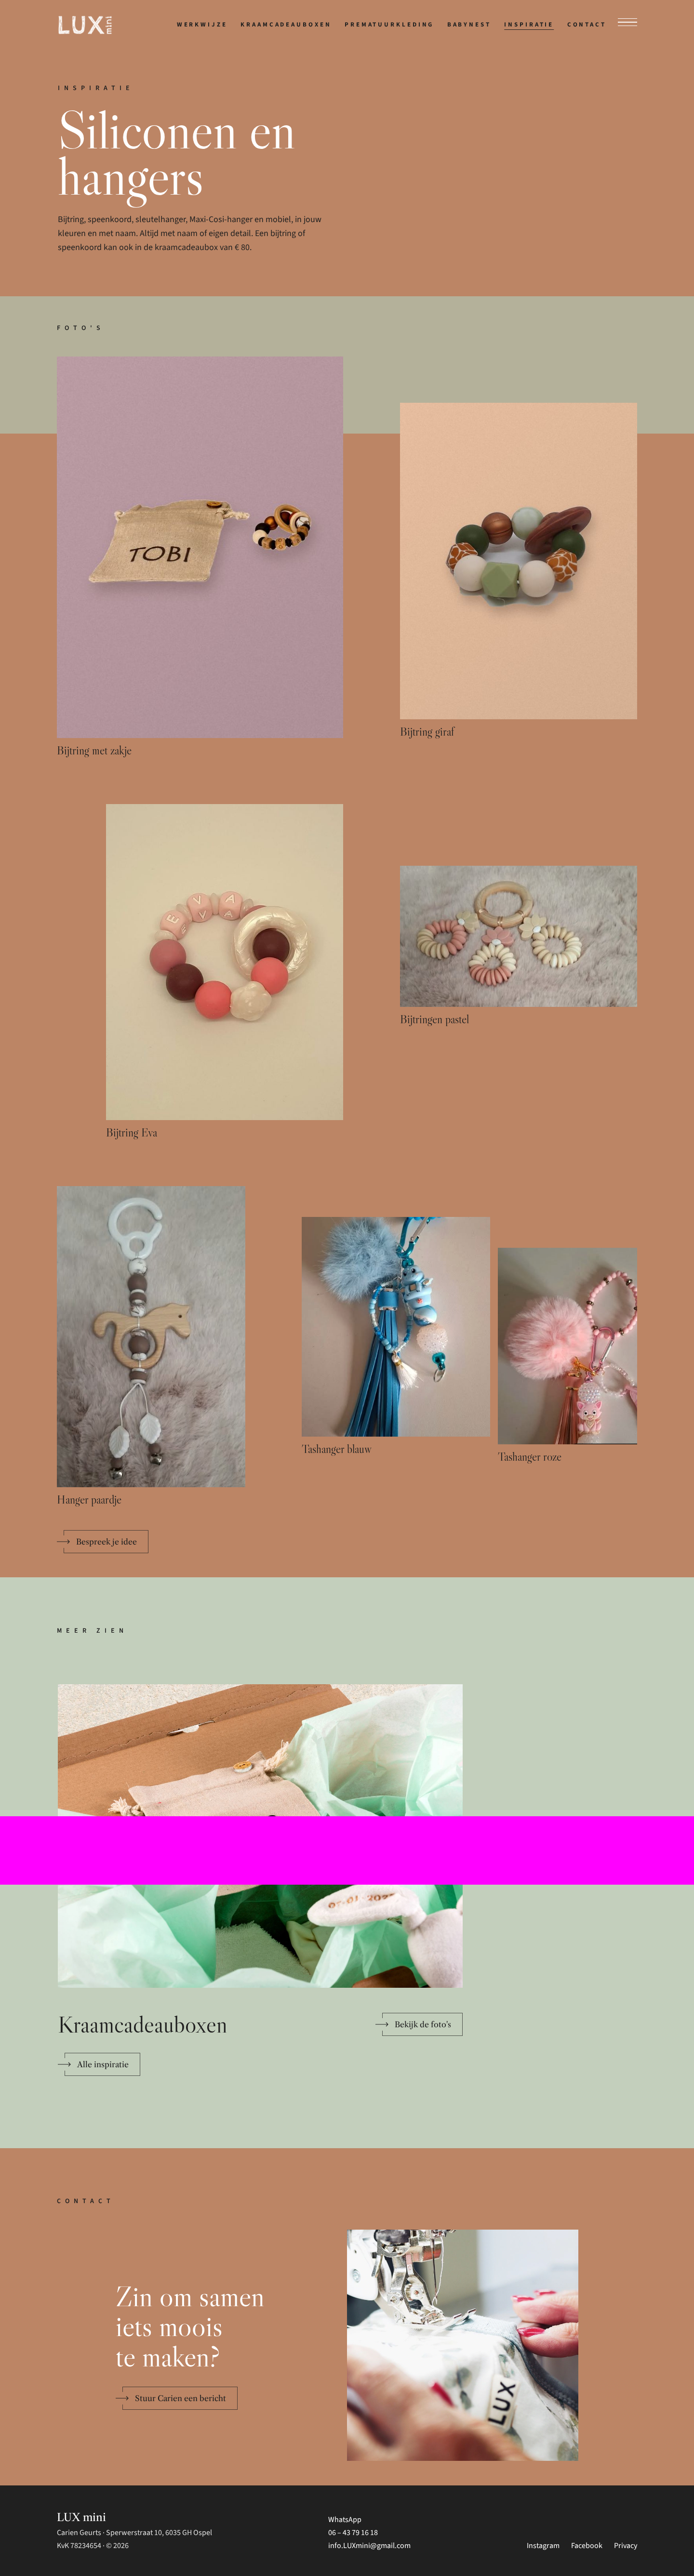 LUX mini
WERKWIJZE KRAAMCADEAUBOXEN PREMATUURKLEDING BABYNEST INSPIRATIE CONTACT
INSPIRATIE
Siliconen en
hangers
Bijtring, speenkoord, sleutelhanger, Maxi-Cosi-hanger en mobiel, in jouw
kleuren en met naam. Altijd met naam of eigen detail. Een bijtring of
speenkoord kan ook in de kraamcadeaubox van € 80.
FOTO'S
TOBI
Bijtring met zakje
Bijtring giraf
EVA
Bijtring Eva
Bijtringen pastel
Hanger paardje
Tashanger blauw
Tashanger roze
Bespreek je idee
MEER ZIEN
Kraamcadeauboxen
Bekijk de foto's
Alle inspiratie
CONTACT
Zin om samen
iets moois
te maken?
Stuur Carien een bericht
LUX
LUX mini
Carien Geurts · Sperwerstraat 10, 6035 GH Ospel
KvK 78234654 · © 2026
WhatsApp
06 – 43 79 16 18
info.LUXmini@gmail.com
Instagram Facebook Privacy